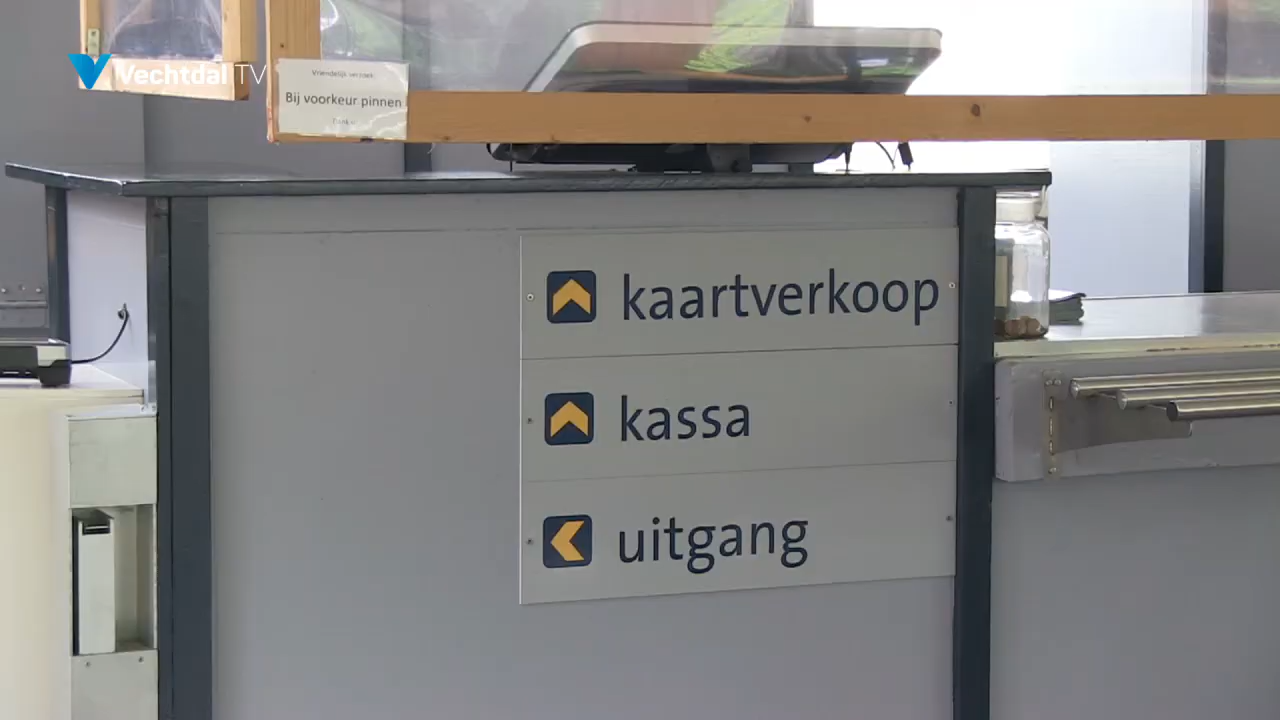 Vechtdal TV
Vriendelijk verzoek
Bij voorkeur pinnen
kaartverkoop
kassa
uitgang